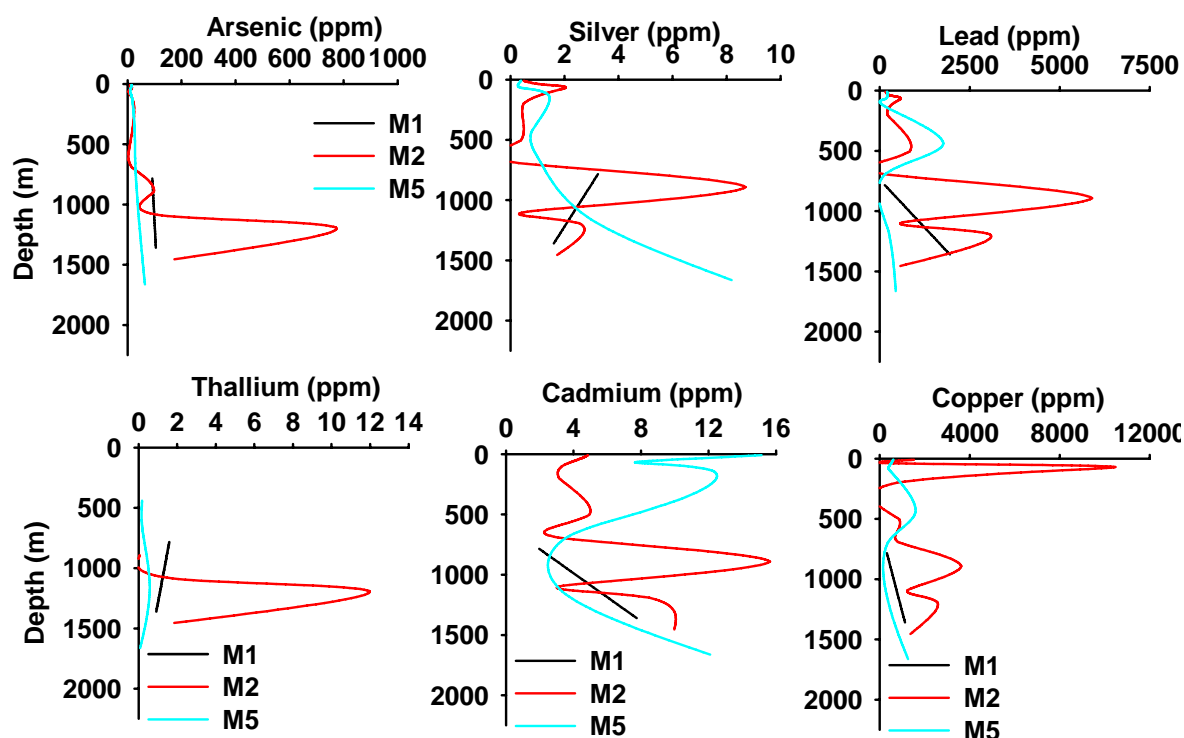 Arsenic (ppm)
0 200 400 600 800 1000
0
500
1000
1500
2000
Depth (m)
M1
M2
M5
Silver (ppm)
0 2 4 6 8 10
0
500
1000
1500
2000
Lead (ppm)
0 2500 5000 7500
0
500
1000
1500
2000
Thallium (ppm)
0 2 4 6 8 10 12 14
0
500
1000
1500
2000
Depth (m)
M1
M2
M5
Cadmium (ppm)
0 4 8 12 16
0
500
1000
1500
2000
M1
M2
M5
Copper (ppm)
0 4000 8000 12000
0
500
1000
1500
2000
M1
M2
M5